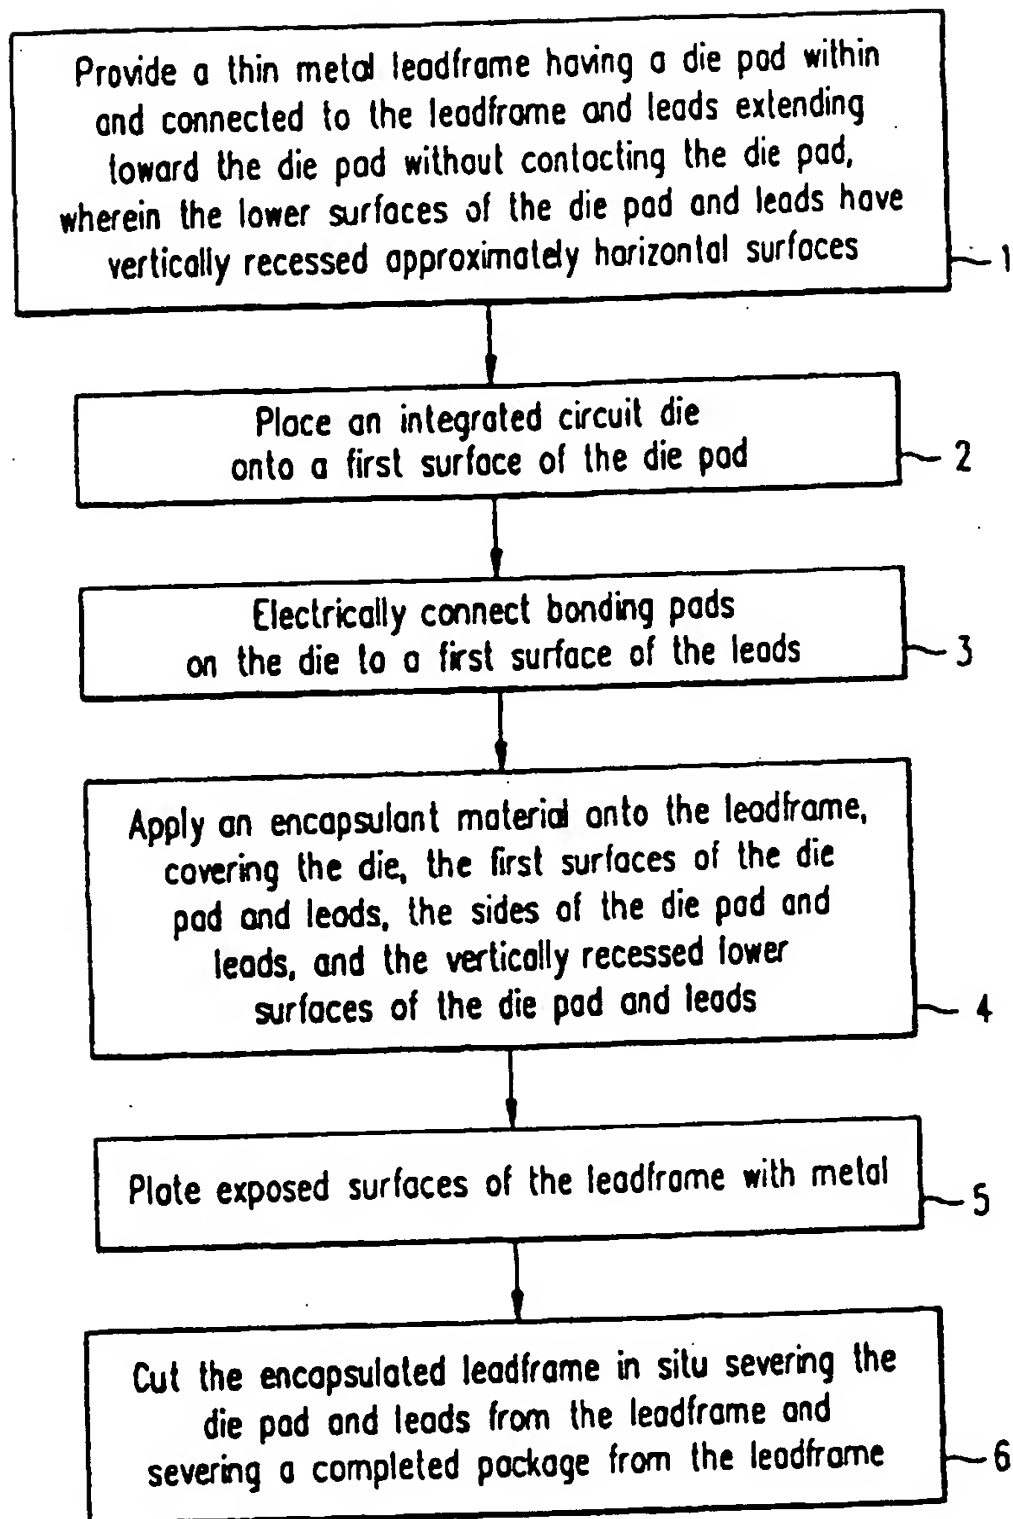 Provide a thin metal leadframe having a die pad within
and connected to the leadframe and leads extending
toward the die pad without contacting the die pad,
wherein the lower surfaces of the die pad and leads have
vertically recessed approximately horizontal surfaces
1
Place an integrated circuit die
onto a first surface of the die pad
2
Electrically connect bonding pads
on the die to a first surface of the leads
3
Apply an encapsulant material onto the leadframe,
covering the die, the first surfaces of the die
pad and leads, the sides of the die pad and
leads, and the vertically recessed lower
surfaces of the die pad and leads
4
Plate exposed surfaces of the leadframe with metal
5
Cut the encapsulated leadframe in situ severing the
die pad and leads from the leadframe and
severing a completed package from the leadframe
6